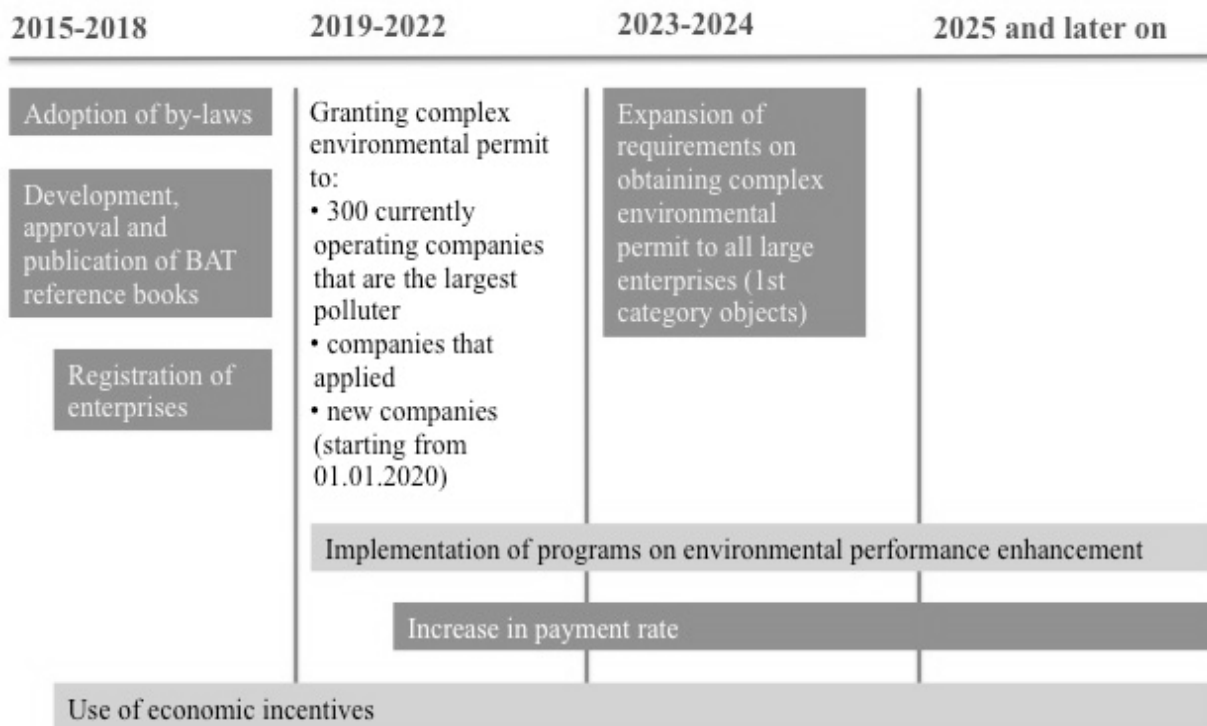 2015-2018
2019-2022
2023-2024
2025 and later on
Adoption of by-laws
Development,
approval and
publication of BAT
reference books
Registration of
enterprises
Granting complex
environmental permit
to:
• 300 currently
operating companies
that are the largest
polluter
• companies that
applied
• new companies
(starting from
01.01.2020)
Expansion of
requirements on
obtaining complex
environmental
permit to all large
enterprises (1st
category objects)
Implementation of programs on environmental performance enhancement
Increase in payment rate
Use of economic incentives